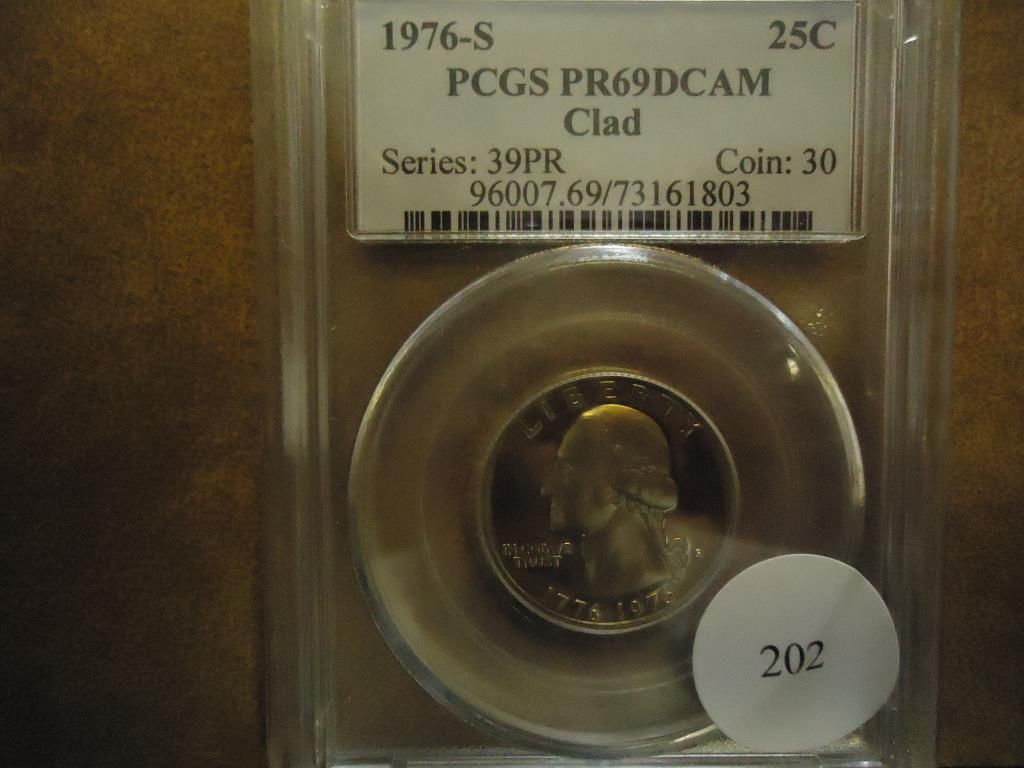 1976-S 25C
PCGS PR69DCAM
Clad
Series: 39PR Coin: 30
96007.69/73161803
LIBERTY
IN GOD WE
TRUST
S
1776-1976
202